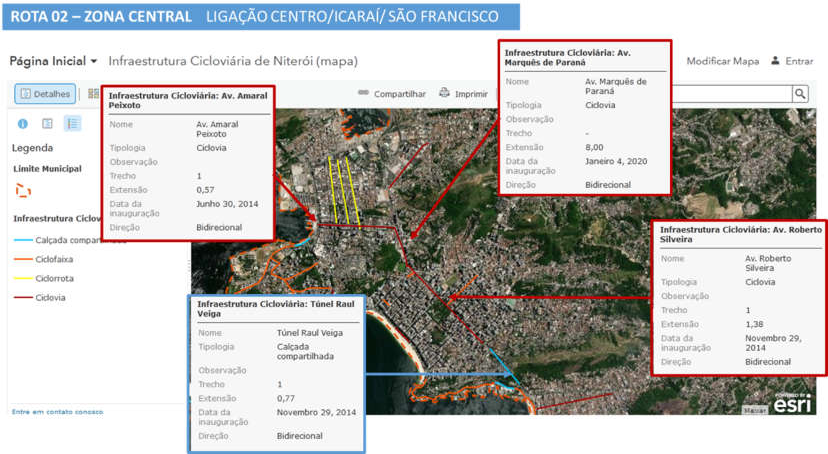 ROTA 02 – ZONA CENTRAL LIGAÇÃO CENTRO/ICARAÍ/ SÃO FRANCISCO
Página Inicial Infraestrutura Cicloviária de Niterói (mapa)
Modificar Mapa Entrar
Detalhes
Compartilhar Imprimir
Legenda
Limite Municipal
Infraestrutura Ciclov
Calçada compartilhada
Ciclofaixa
Ciclorrota
Ciclovia
Entre em contato conosco
Infraestrutura Cicloviária: Av. Amaral
Peixoto
Nome Av. Amaral
Peixoto
Tipologia Ciclovia
Observação
Trecho 1
Extensão 0,57
Data da Junho 30, 2014
inauguração
Direção Bidirecional
Infraestrutura Cicloviária: Av.
Marquês de Paraná
Nome Av. Marquês de
Paraná
Tipologia Ciclovia
Observação
Trecho -
Extensão 8,00
Data da Janeiro 4, 2020
inauguração
Direção Bidirecional
Infraestrutura Cicloviária: Av. Roberto
Silveira
Nome Av. Roberto
Silveira
Tipologia Ciclovia
Observação
Trecho 1
Extensão 1,38
Data da Novembro 29,
inauguração 2014
Direção Bidirecional
Infraestrutura Cicloviária: Túnel Raul
Veiga
Nome Túnel Raul Veiga
Tipologia Calçada
compartilhada
Observação
Trecho 1
Extensão 0,77
Data da Novembro 29, 2014
inauguração
Direção Bidirecional
POWERED BY
esri